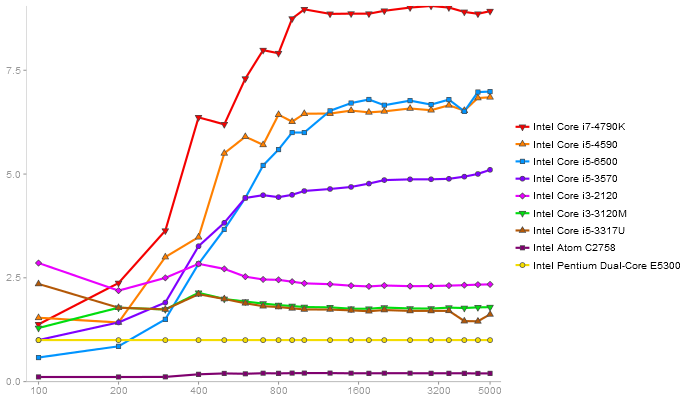 7.5
5.0
2.5
0.0
100 200 400 800 1600 3200 5000
Intel Core i7-4790K
Intel Core i5-4590
Intel Core i5-6500
Intel Core i5-3570
Intel Core i3-2120
Intel Core i3-3120M
Intel Core i5-3317U
Intel Atom C2758
Intel Pentium Dual-Core E5300